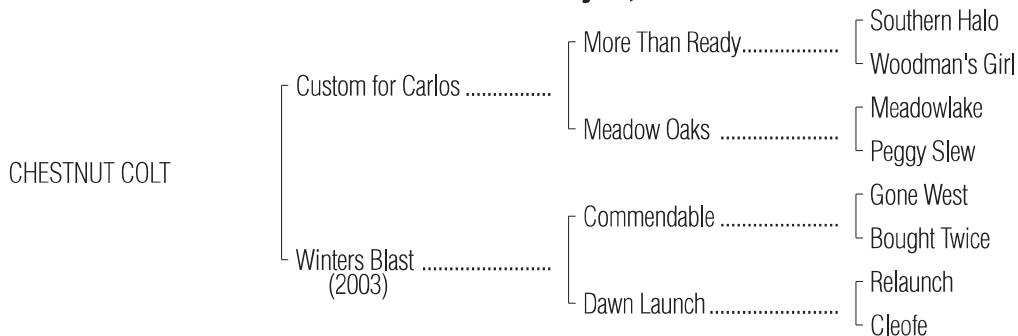 Southern Halo
More Than Ready..................
Woodman's Girl
Custom for Carlos ................
Meadowlake
Meadow Oaks ......................
Peggy Slew
CHESTNUT COLT
Gone West
Commendable ......................
Bought Twice
Winters Blast ........................
(2003)
Relaunch
Dawn Launch ........................
Cleofe